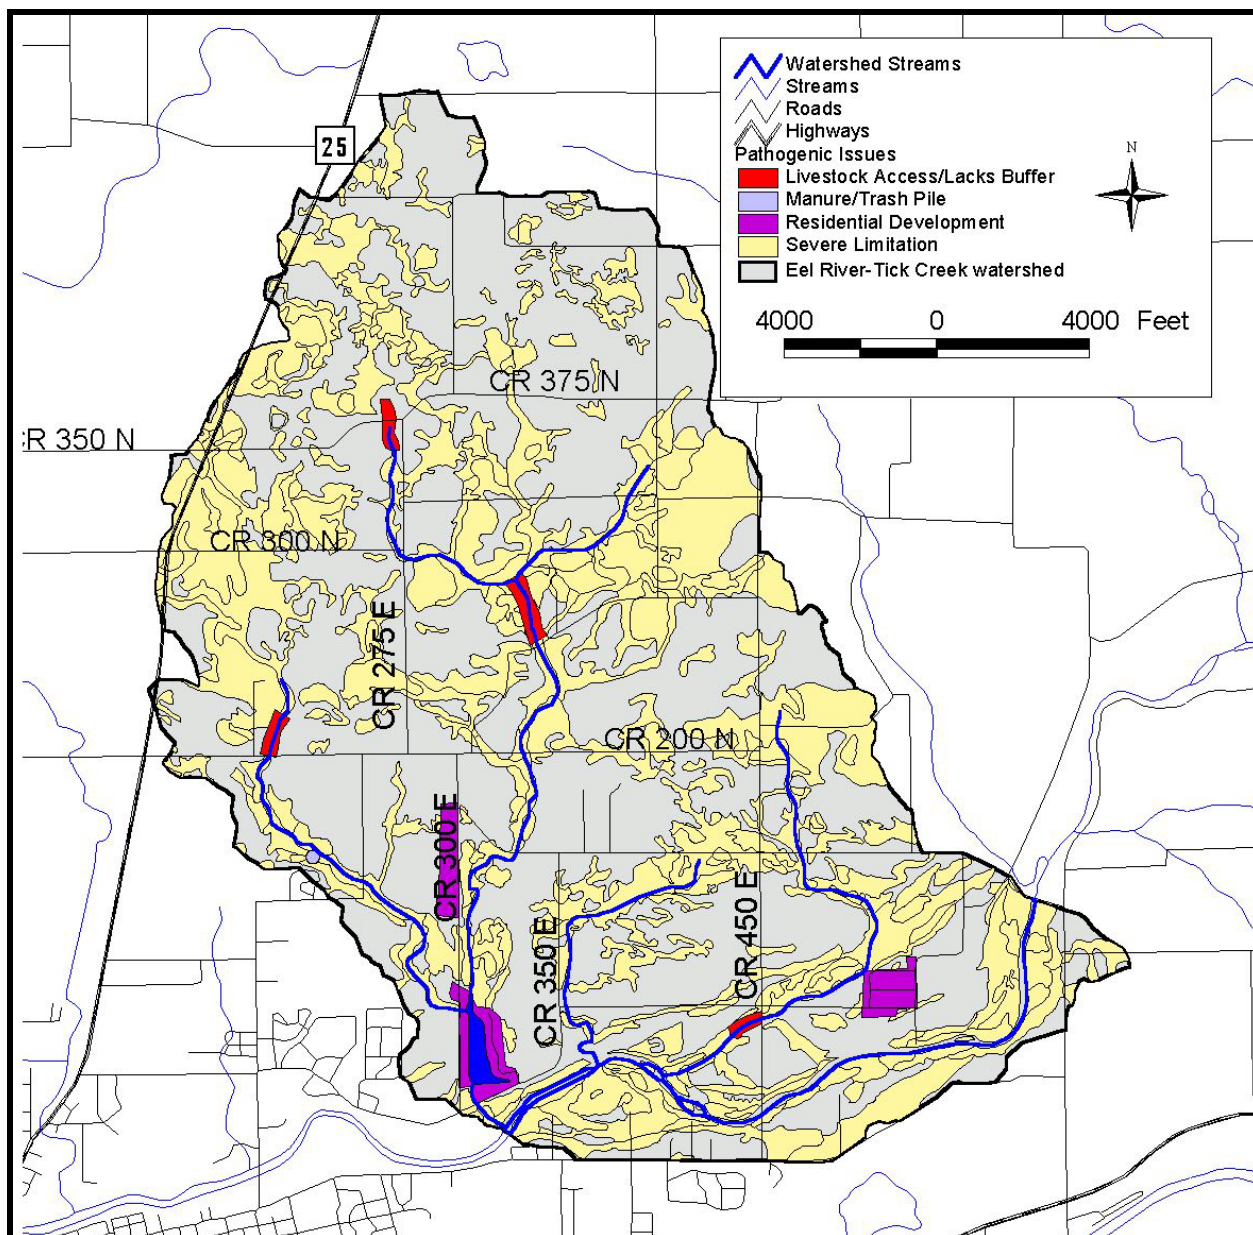 Watershed Streams
Streams
Roads
Highways
Pathogenic Issues
Livestock Access/Lacks Buffer
Manure/Trash Pile
Residential Development
Severe Limitation
Eel River-Tick Creek watershed
N
4000 0 4000 Feet
25
CR 375 N
CR 350 N
CR 300 N
CR 275 E
CR 200 N
CR 300 E
CR 450 E
CR 350 E